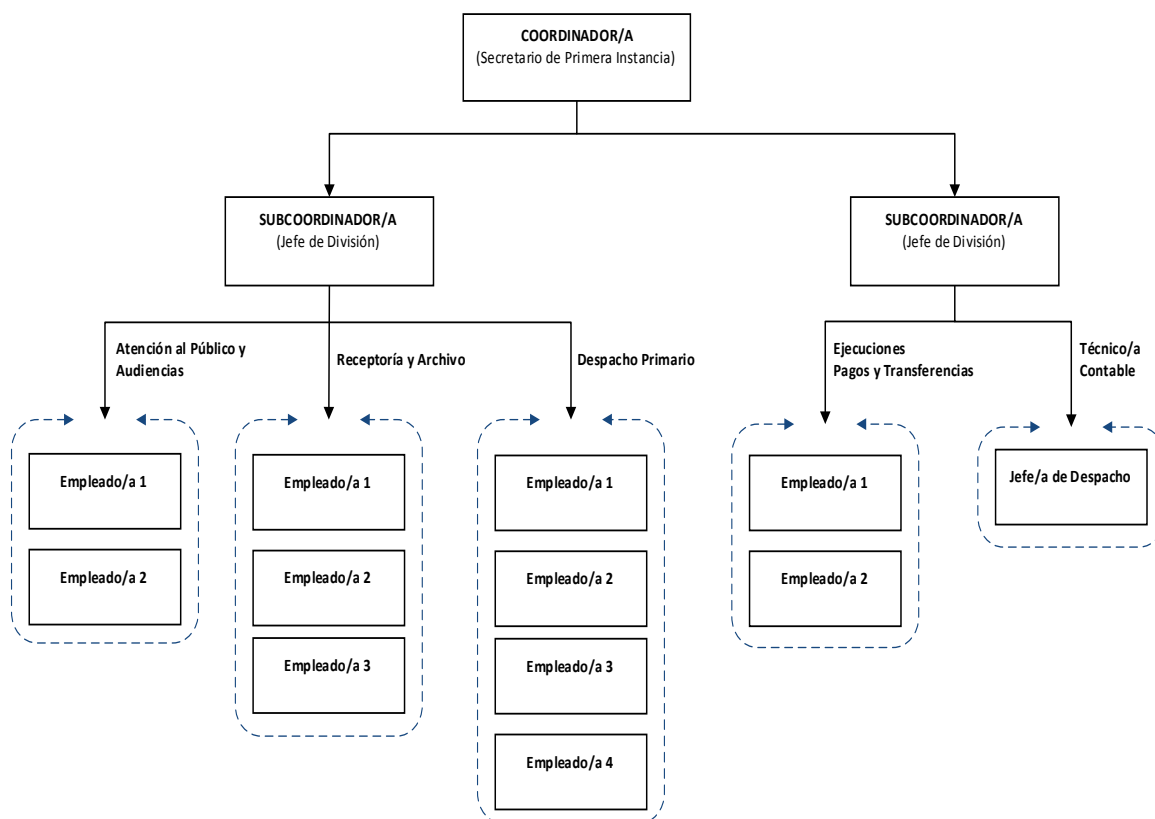 COORDINADOR/A
(Secretario de Primera Instancia)
SUBCOORDINADOR/A
(Jefe de División)
SUBCOORDINADOR/A
(Jefe de División)
Atención al Público y
Audiencias
Receptoría y Archivo
Despacho Primario
Ejecuciones
Pagos y Transferencias
Técnico/a
Contable
Empleado/a 1
Empleado/a 2
Empleado/a 1
Empleado/a 2
Empleado/a 3
Empleado/a 1
Empleado/a 2
Empleado/a 3
Empleado/a 4
Empleado/a 1
Empleado/a 2
Jefe/a de Despacho